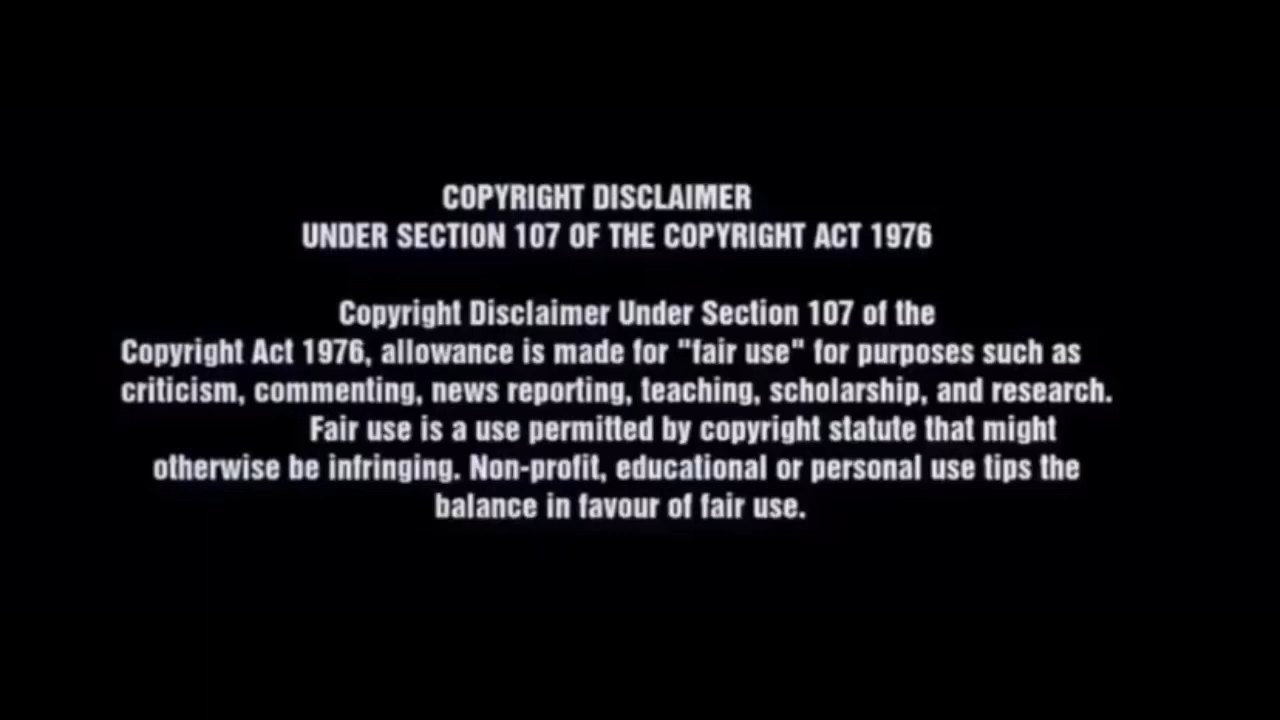 COPYRIGHT DISCLAIMER
UNDER SECTION 107 OF THE COPYRIGHT ACT 1976
Copyright Disclaimer Under Section 107 of the
Copyright Act 1976, allowance is made for "fair use" for purposes such as
criticism, commenting, news reporting, teaching, scholarship, and research.
Fair use is a use permitted by copyright statute that might
otherwise be infringing. Non-profit, educational or personal use tips the
balance in favour of fair use.